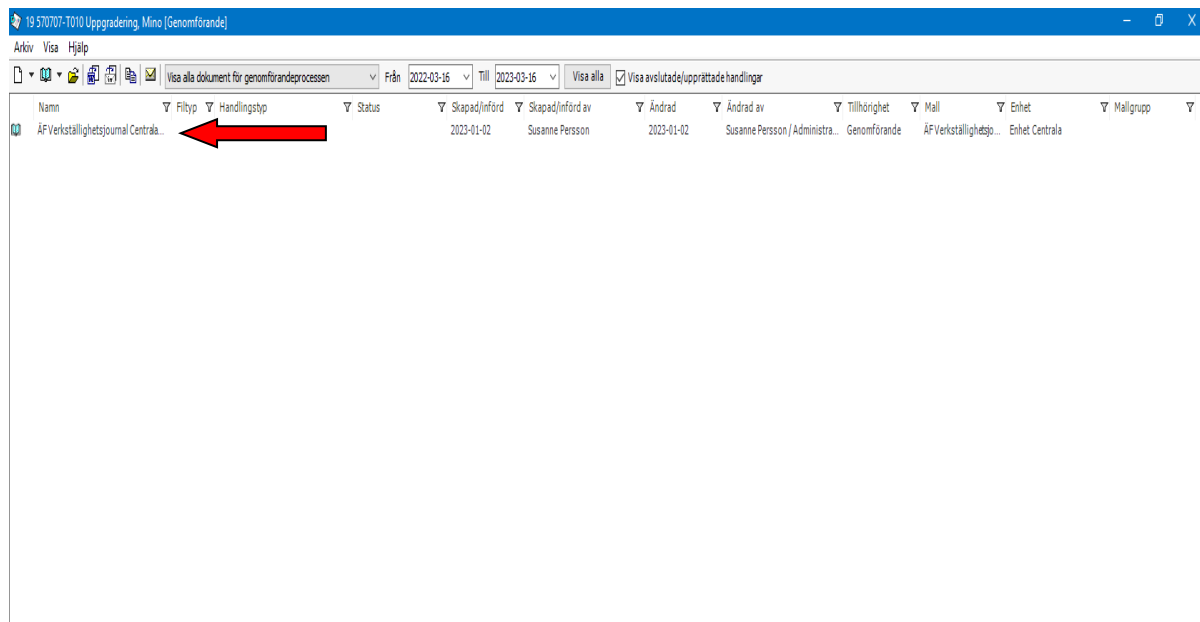 19 570707-T010 Uppgradering, Mino [Genomförande]
Arkiv Visa Hjälp
Visa alla dokument för genomförandeprocessen Från 2022-03-16 Till 2023-03-16 Visa alla Visa avslutade/upprättade handlingar
Namn Filtyp Handlingstyp Status Skapad/införd Skapad/införd av Ändrad Ändrad av Tillhörighet Mall Enhet Mallgrupp
ÄF Verkställighetsjournal Centrala... 2023-01-02 Susanne Persson 2023-01-02 Susanne Persson / Administra... Genomförande ÄF Verkställighetsjo... Enhet Centrala